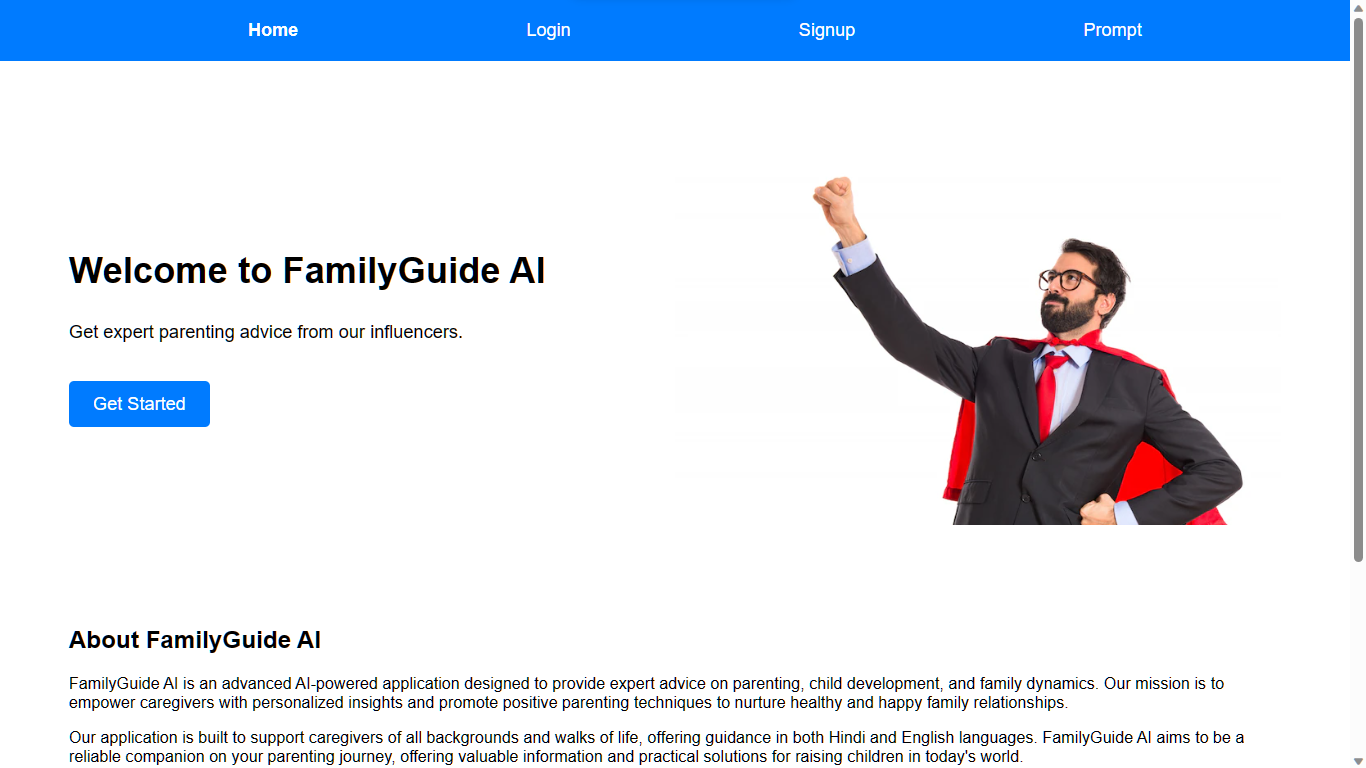 Home Login Signup Prompt
Welcome to FamilyGuide AI
Get expert parenting advice from our influencers.
Get Started
About FamilyGuide AI
FamilyGuide AI is an advanced AI-powered application designed to provide expert advice on parenting, child development, and family dynamics. Our mission is to
empower caregivers with personalized insights and promote positive parenting techniques to nurture healthy and happy family relationships.
Our application is built to support caregivers of all backgrounds and walks of life, offering guidance in both Hindi and English languages. FamilyGuide AI aims to be a
reliable companion on your parenting journey, offering valuable information and practical solutions for raising children in today's world.